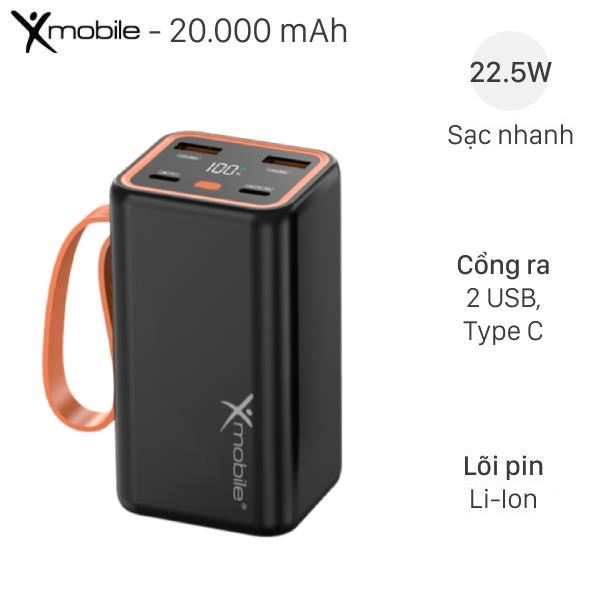 Xmobile - 20.000 mAh
22.5W
Sạc nhanh
100%
Cổng ra
2 USB,
Type C
Xmobile®
Lõi pin
Li-Ion